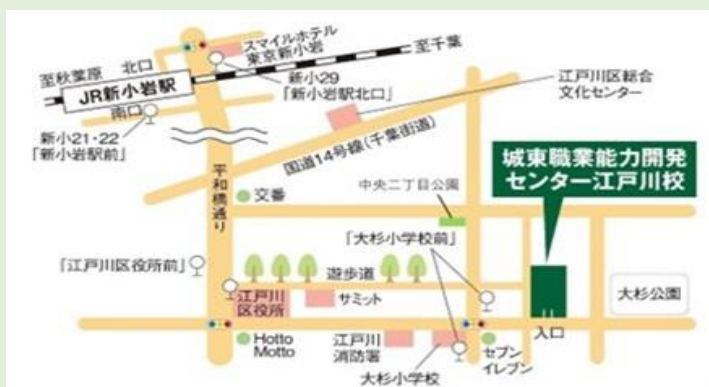 スマイルホテル
東京新小岩
至千葉
至秋葉原
北口
JR新小岩駅
新小29
「新小岩駅北口」
南口
新小21・22
「新小岩駅前」
江戸川区総合
文化センター
国道14号線(千葉街道)
城東職業能力開発
センター江戸川校
平和橋通り
交番
中央二丁目公園
「大杉小学校前」
「江戸川区役所前」
遊歩道
江戸川
区役所
サミット
大杉公園
Hotto
Motto
江戸川
消防署
大杉小学校
セブン
イレブン
入口